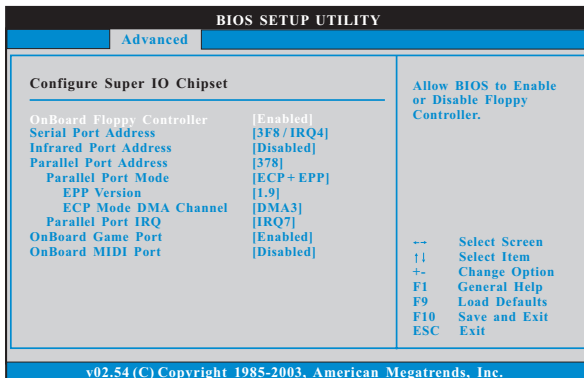 BIOS SETUP UTILITY
Advanced
Configure Super IO Chipset
OnBoard Floppy Controller [Enabled]
Serial Port Address [3F8 / IRQ4]
Infrared Port Address [Disabled]
Parallel Port Address [378]
Parallel Port Mode [ECP + EPP]
EPP Version [1.9]
ECP Mode DMA Channel [DMA3]
Parallel Port IRQ [IRQ7]
OnBoard Game Port [Enabled]
OnBoard MIDI Port [Disabled]
Allow BIOS to Enable
or Disable Floppy
Controller.
←→ Select Screen
↑↓ Select Item
+- Change Option
F1 General Help
F9 Load Defaults
F10 Save and Exit
ESC Exit
v02.54 (C) Copyright 1985-2003, American Megatrends, Inc.